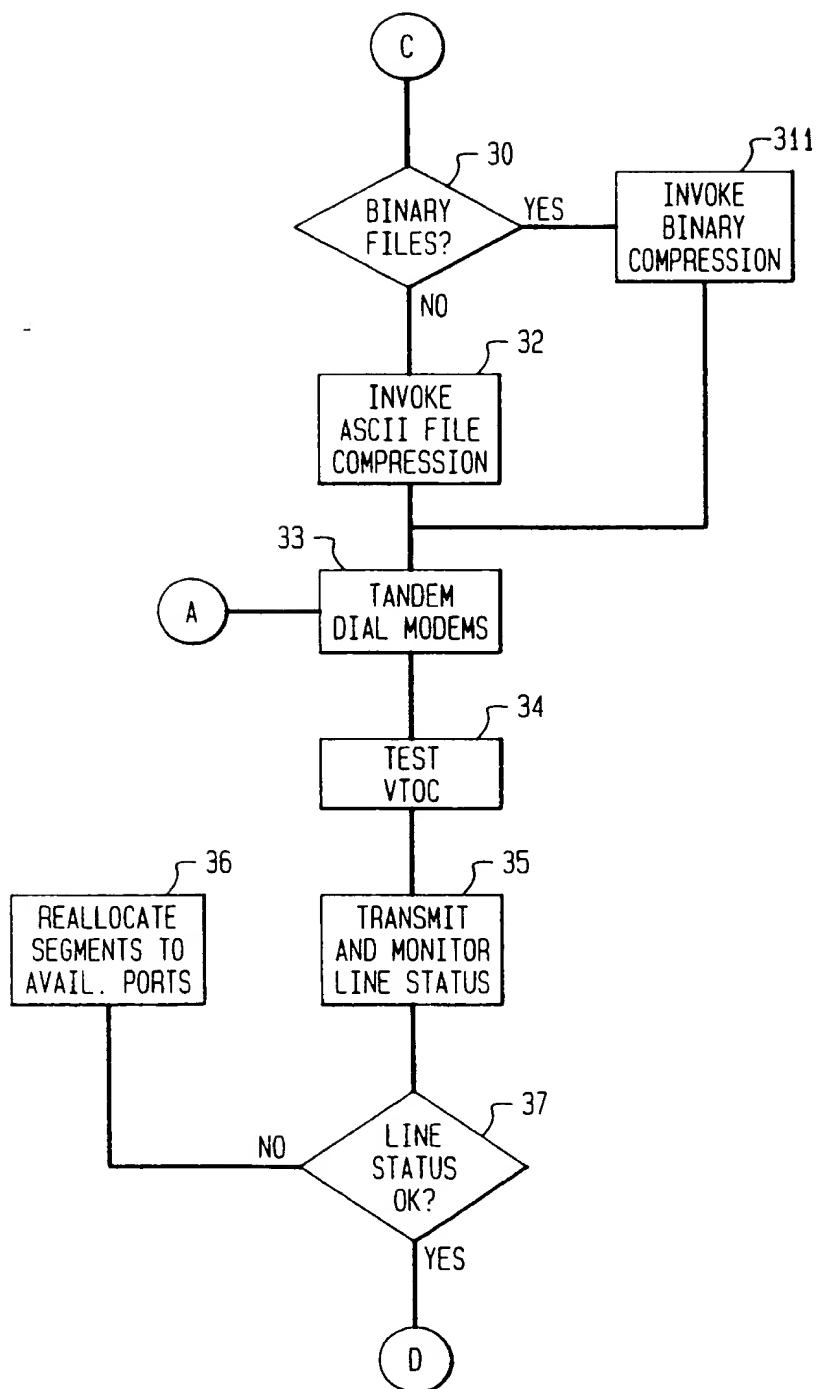 C
30
BINARY
FILES?
YES
311
INVOKE
BINARY
COMPRESSION
NO
32
INVOKE
ASCII FILE
COMPRESSION
33
A
TANDEM
DIAL MODEMS
34
TEST
VTOC
36
REALLOCATE
SEGMENTS TO
AVAIL. PORTS
35
TRANSMIT
AND MONITOR
LINE STATUS
37
NO
LINE
STATUS
OK?
YES
D